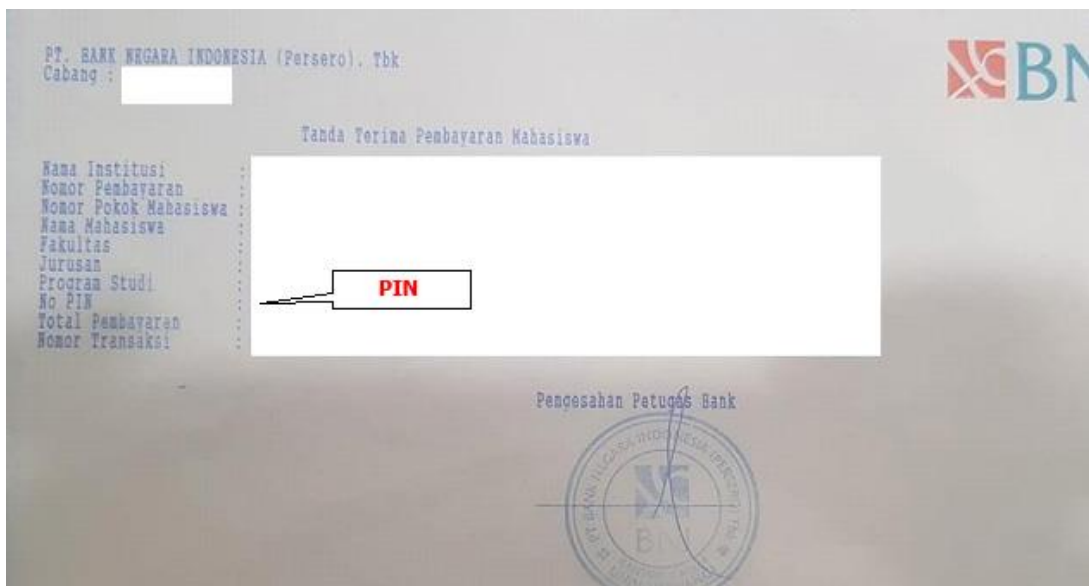 PT. BANK NEGARA INDONESIA (Persero). Tbk
Cabang :
BN
Tanda Terima Pembayaran Mahasiswa
Nama Institusi :
Nomor Pembayaran :
Nomor Pokok Mahasiswa :
Nama Mahasiswa :
Fakultas :
Jurusan :
Program Studi :
No PIN :
PIN
Total Pembayaran :
Nomor Transaksi :
Pengesahan Petugas Bank
BNI